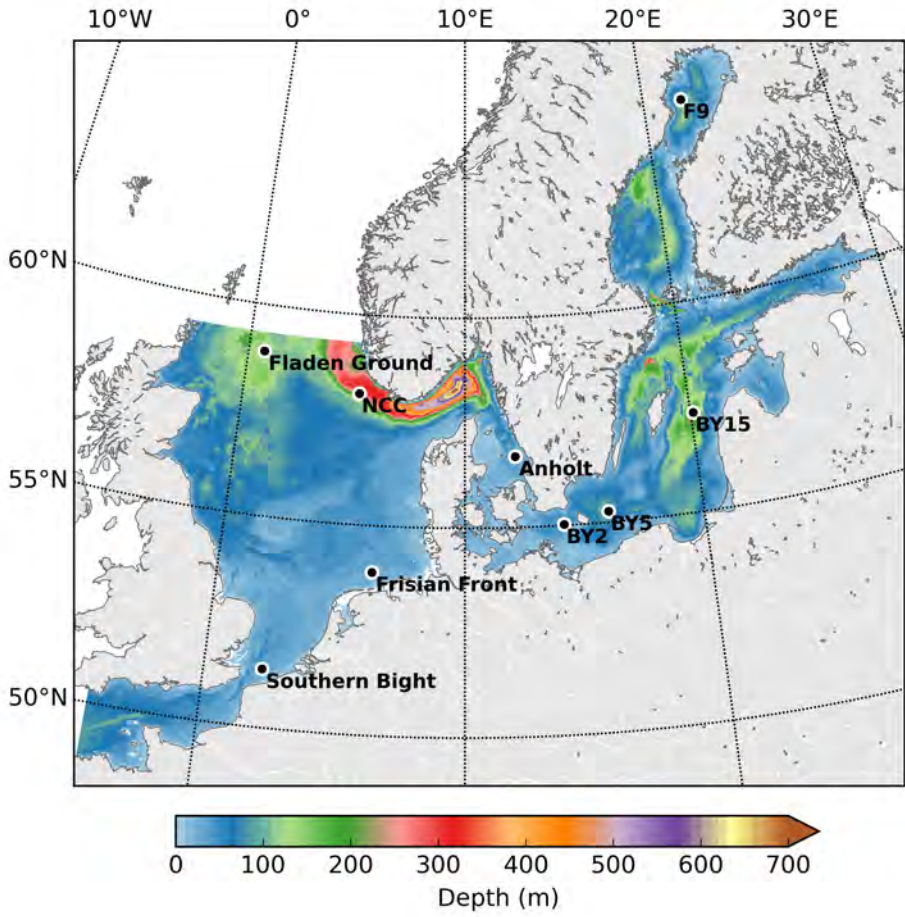 10°W 0° 10°E 20°E 30°E
F9
60°N
Fladen Ground
NCC
BY15
55°N
Anholt
BY5
BY2
Frisian Front
Southern Bight
50°N
0 100 200 300 400 500 600 700
Depth (m)